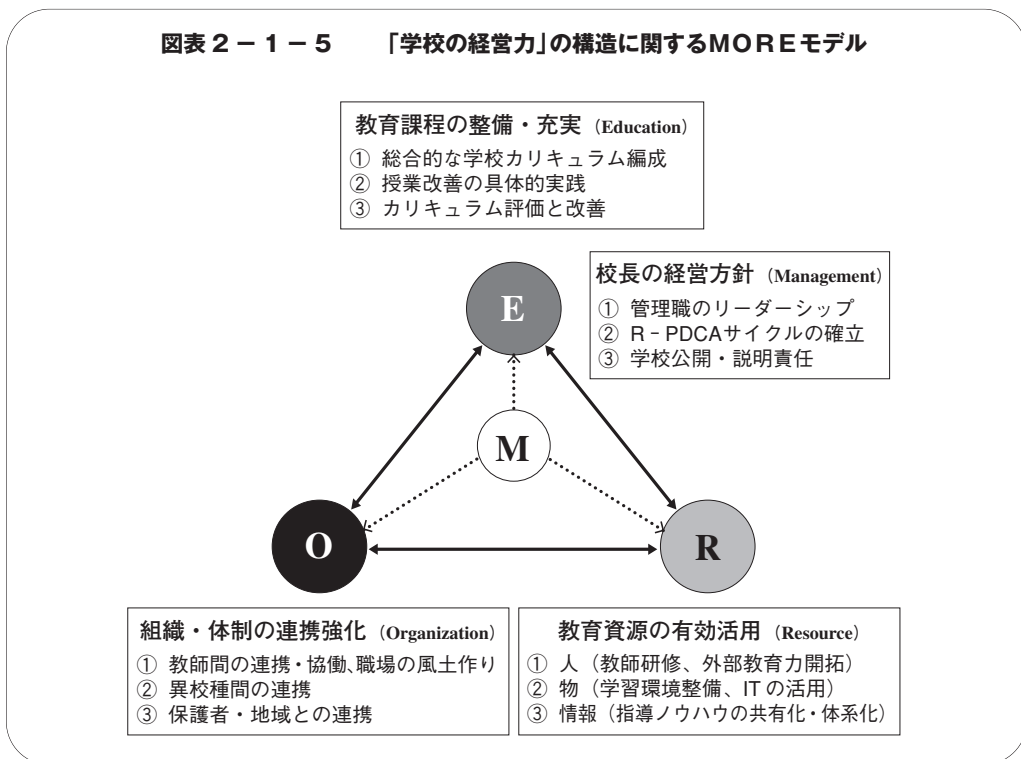 図表2-1-5 「学校の経営力」の構造に関するMOREモデル
教育課程の整備・充実 (Education)
① 総合的な学校カリキュラム編成
② 授業改善の具体的実践
③ カリキュラム評価と改善
校長の経営方針 (Management)
① 管理職のリーダーシップ
② R-PDCAサイクルの確立
③ 学校公開・説明責任
E
M
O
R
組織・体制の連携強化 (Organization)
① 教師間の連携・協働、職場の風土作り
② 異校種間の連携
③ 保護者・地域との連携
教育資源の有効活用 (Resource)
① 人(教師研修、外部教育力開拓)
② 物(学習環境整備、ITの活用)
③ 情報(指導ノウハウの共有化・体系化)